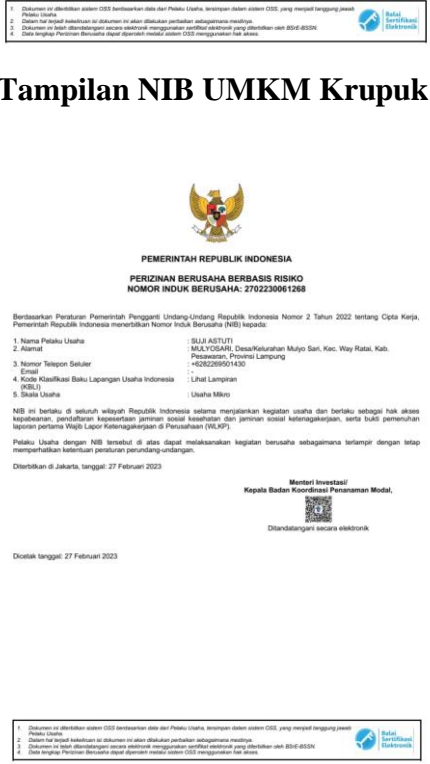 1. Dokumen ini diterbitkan sistem OSS berdasarkan data dari Pelaku Usaha, tersimpan dalam sistem OSS, yang menjadi tanggung jawab
Pelaku Usaha.
2. Dalam hal terjadi kekeliruan isi dokumen ini akan dilakukan perbaikan sebagaimana mestinya.
3. Dokumen ini telah ditandatangani secara elektronik menggunakan sertifikat elektronik yang diterbitkan oleh BSrE-BSSN.
4. Data lengkap Perizinan Berusaha dapat diperoleh melalui sistem OSS menggunakan hak akses.
Balai
Sertifikasi
Elektronik
Tampilan NIB UMKM Krupuk
PEMERINTAH REPUBLIK INDONESIA
PERIZINAN BERUSAHA BERBASIS RISIKO
NOMOR INDUK BERUSAHA: 2702230061268
Berdasarkan Peraturan Pemerintah Pengganti Undang-Undang Republik Indonesia Nomor 2 Tahun 2022 tentang Cipta Kerja,
Pemerintah Republik Indonesia menerbitkan Nomor Induk Berusaha (NIB) kepada:
1. Nama Pelaku Usaha : SUJI ASTUTI
2. Alamat : MULYOSARI, Desa/Kelurahan Mulyo Sari, Kec. Way Ratai, Kab.
Pesawaran, Provinsi Lampung
3. Nomor Telepon Seluler : +6282269501430
Email : -
4. Kode Klasifikasi Baku Lapangan Usaha Indonesia : Lihat Lampiran
(KBLI)
5. Skala Usaha : Usaha Mikro
NIB ini berlaku di seluruh wilayah Republik Indonesia selama menjalankan kegiatan usaha dan berlaku sebagai hak akses
kepabeanan, pendaftaran kepesertaan jaminan sosial kesehatan dan jaminan sosial ketenagakerjaan, serta bukti pemenuhan
laporan pertama Wajib Lapor Ketenagakerjaan di Perusahaan (WLKP).
Pelaku Usaha dengan NIB tersebut di atas dapat melaksanakan kegiatan berusaha sebagaimana terlampir dengan tetap
memperhatikan ketentuan peraturan perundang-undangan.
Diterbitkan di Jakarta, tanggal: 27 Februari 2023
Menteri Investasi/
Kepala Badan Koordinasi Penanaman Modal,
Ditandatangani secara elektronik
Dicetak tanggal: 27 Februari 2023
1. Dokumen ini diterbitkan sistem OSS berdasarkan data dari Pelaku Usaha, tersimpan dalam sistem OSS, yang menjadi tanggung jawab
Pelaku Usaha.
2. Dalam hal terjadi kekeliruan isi dokumen ini akan dilakukan perbaikan sebagaimana mestinya.
3. Dokumen ini telah ditandatangani secara elektronik menggunakan sertifikat elektronik yang diterbitkan oleh BSrE-BSSN.
4. Data lengkap Perizinan Berusaha dapat diperoleh melalui sistem OSS menggunakan hak akses.
Balai
Sertifikasi
Elektronik